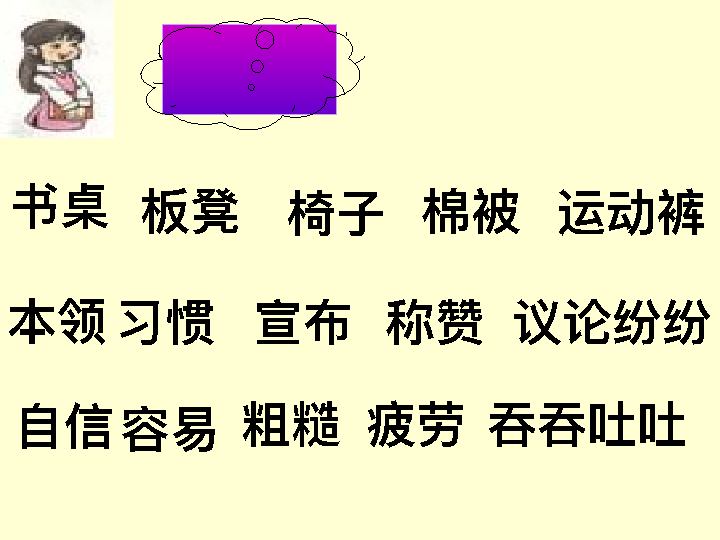 书桌 板凳 椅子 棉被 运动裤
本领 习惯 宣布 称赞 议论纷纷
自信 容易 粗糙 疲劳 吞吞吐吐